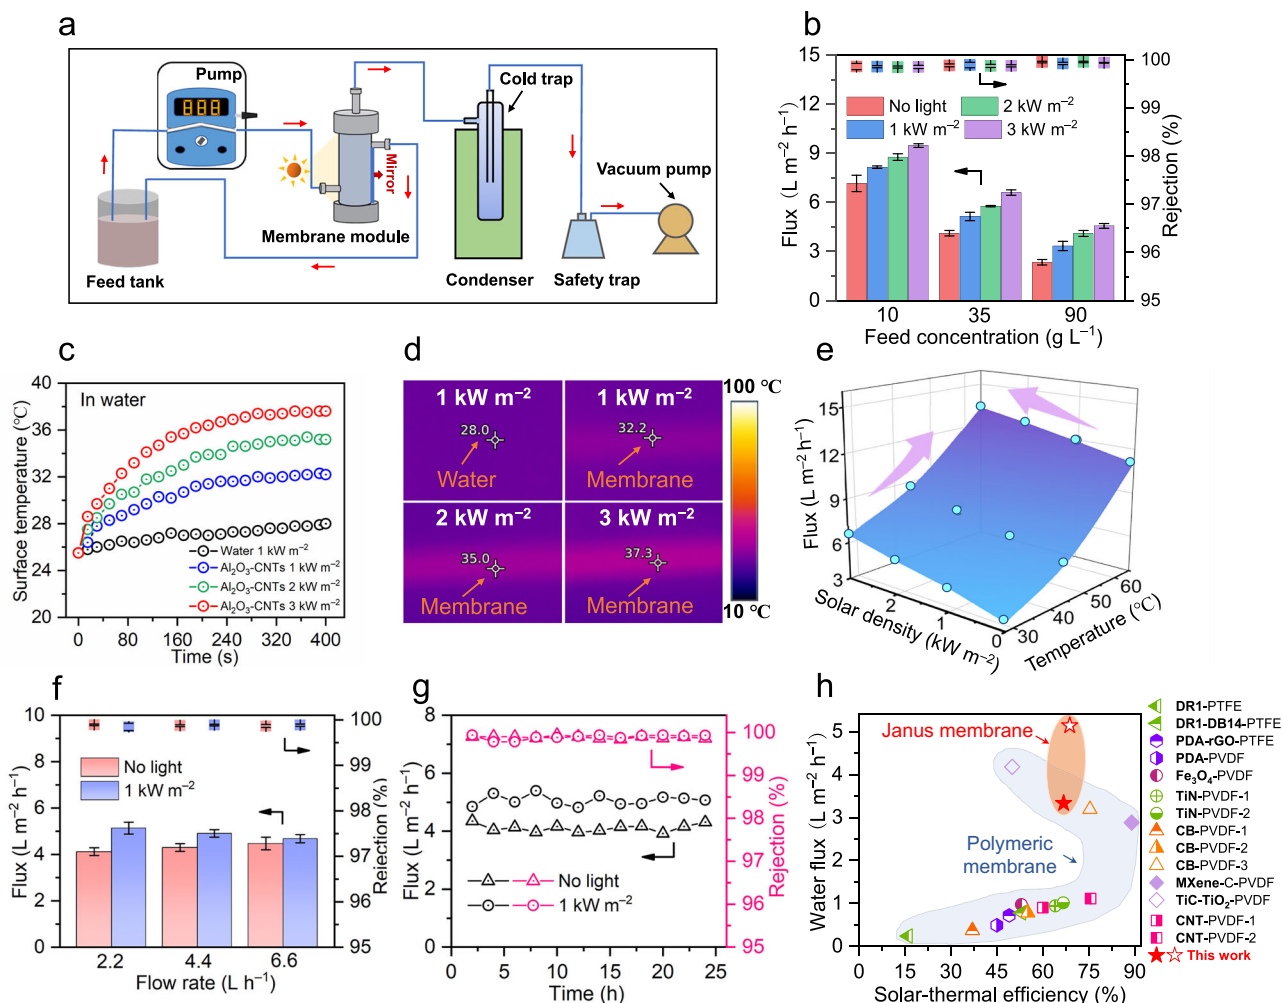 a
Pump
888
Cold trap
Mirror
Vacuum pump
Membrane module
Feed tank
Condenser
Safety trap
b
15
12
9
6
3
0
Flux (L m⁻² h⁻¹)
No light
2 kW m⁻²
1 kW m⁻²
3 kW m⁻²
100
99
98
97
96
95
Rejection (%)
10
35
90
Feed concentration (g L⁻¹)
c
40
36
32
28
24
20
Surface temperature (℃)
In water
Water 1 kW m⁻²
Al₂O₃-CNTs 1 kW m⁻²
Al₂O₃-CNTs 2 kW m⁻²
Al₂O₃-CNTs 3 kW m⁻²
0
80
160
240
320
400
Time (s)
d
1 kW m⁻²
28.0
Water
1 kW m⁻²
32.2
Membrane
2 kW m⁻²
35.0
Membrane
3 kW m⁻²
37.3
Membrane
100 ℃
10 ℃
e
15
12
9
6
3
Flux (L m⁻² h⁻¹)
3
2
1
0
Solar density (kW m⁻²)
30
40
50
60
Temperature (℃)
f
10
8
6
4
2
0
Flux (L m⁻² h⁻¹)
No light
1 kW m⁻²
100
99
98
97
96
95
Rejection (%)
2.2
4.4
6.6
Flow rate (L h⁻¹)
g
8
7
6
5
4
3
2
1
0
Flux (L m⁻² h⁻¹)
No light
1 kW m⁻²
100
99
98
97
96
95
Rejection (%)
0
5
10
15
20
25
Time (h)
h
5
4
3
2
1
0
Water flux (L m⁻² h⁻¹)
Janus membrane
Polymeric
membrane
0
15
30
45
60
75
90
Solar-thermal efficiency (%)
DR1-PTFE
DR1-DB14-PTFE
PDA-rGO-PTFE
PDA-PVDF
Fe₃O₄-PVDF
TiN-PVDF-1
TiN-PVDF-2
CB-PVDF-1
CB-PVDF-2
CB-PVDF-3
MXene-C-PVDF
TiC-TiO₂-PVDF
CNT-PVDF-1
CNT-PVDF-2
This work